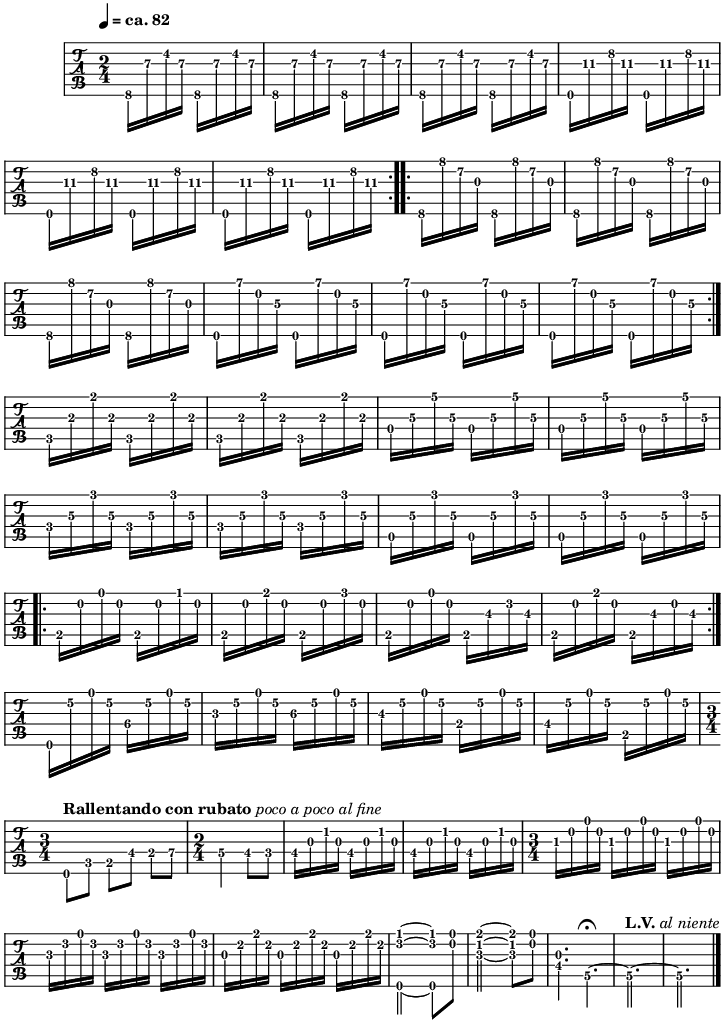 ♩ = ca. 82
TAB 2/4 8 7 4 7 8 7 4 7 8 7 4 7 8 7 4 7 8 7 4 7 8 7 4 7 0 11 8 11 0 11 8 11
TAB 0 11 8 11 0 11 8 11 0 11 8 11 0 11 8 11 8 8 7 0 8 8 7 0 8 8 7 0 8 8 7 0
TAB 8 8 7 0 8 8 7 0 0 7 0 5 0 7 0 5 0 7 0 5 0 7 0 5 0 7 0 5 0 7 0 5
TAB 3 2 2 2 3 2 2 2 3 2 2 2 3 2 2 2 0 5 5 5 0 5 5 5 0 5 5 5 0 5 5 5
TAB 3 5 3 5 3 5 3 5 3 5 3 5 3 5 3 5 0 5 3 5 0 5 3 5 0 5 3 5 0 5 3 5
TAB 2 0 0 0 2 0 1 0 2 0 2 0 2 0 3 0 2 0 0 0 2 4 3 4 2 0 2 0 2 4 0 4
TAB 0 5 0 5 6 5 0 5 3 5 0 5 6 5 0 5 4 5 0 5 2 5 0 5 4 5 0 5 2 5 0 5 3/4
Rallentando con rubato poco a poco al fine
TAB 3/4 0 3 2 4 2 7 2/4 5 4 3 4 0 1 0 4 0 1 0 4 0 1 0 4 0 1 0 3/4 1 0 0 0 1 0 0 0 1 0 0 0
L.V. al niente
TAB 3 3 0 3 3 3 0 3 3 3 0 3 0 2 2 2 0 2 2 2 0 2 2 2 1 3 0 1 3 0 0 0 2 1 3 2 1 3 0 0 0 4 5 5 5